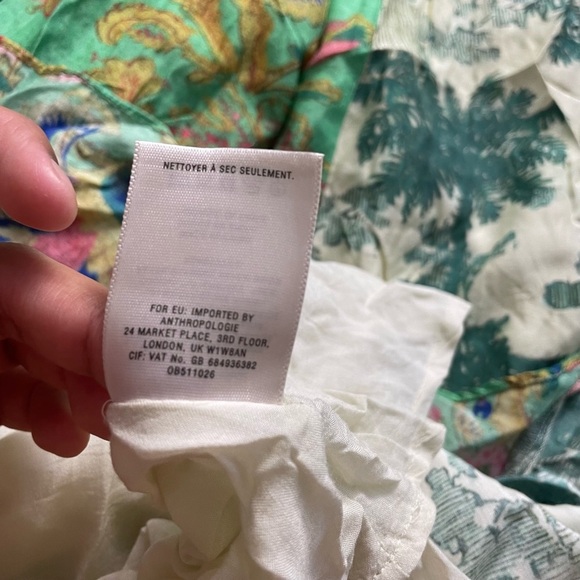 NETTOYER À SEC SEULEMENT.
FOR EU: IMPORTED BY
ANTHROPOLOGIE
24 MARKET PLACE, 3RD FLOOR,
LONDON, UK W1W8AN
CIF: VAT No. GB 684936382
OB511026